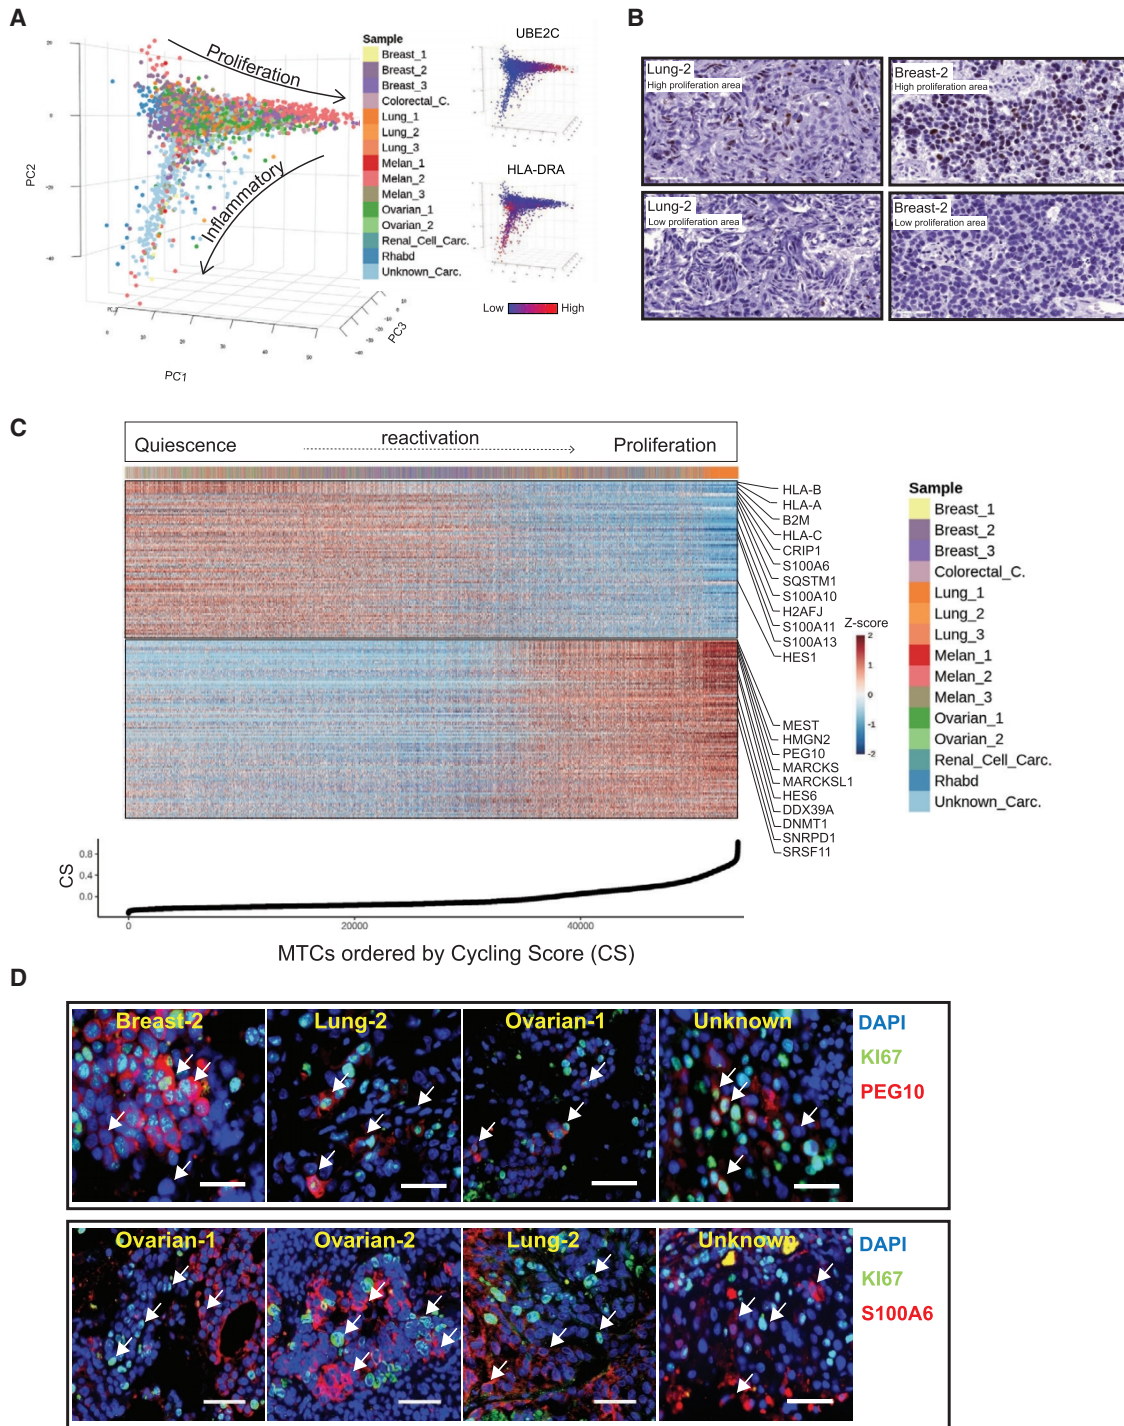 A
Proliferation
Inflammatory
PC2
PC1
PC3
Sample
Breast_1
Breast_2
Breast_3
Colorectal_C.
Lung_1
Lung_2
Lung_3
Melan_1
Melan_2
Melan_3
Ovarian_1
Ovarian_2
Renal_Cell_Carc.
Rhabd
Unknown_Carc.
UBE2C
HLA-DRA
Low High
B
Lung-2
High proliferation area
Breast-2
High proliferation area
Lung-2
Low proliferation area
Breast-2
Low proliferation area
C
Quiescence reactivation Proliferation
HLA-B
HLA-A
B2M
HLA-C
CRIP1
S100A6
SQSTM1
S100A10
H2AFJ
S100A11
S100A13
HES1
MEST
HMGN2
PEG10
MARCKS
MARCKSL1
HES6
DDX39A
DNMT1
SNRPD1
SRSF11
Z-score
2
1
0
-1
-2
Sample
Breast_1
Breast_2
Breast_3
Colorectal_C.
Lung_1
Lung_2
Lung_3
Melan_1
Melan_2
Melan_3
Ovarian_1
Ovarian_2
Renal_Cell_Carc.
Rhabd
Unknown_Carc.
CS
0.8
0.4
0.0
0 20000 40000
MTCs ordered by Cycling Score (CS)
D
Breast-2 Lung-2 Ovarian-1 Unknown
DAPI
KI67
PEG10
Ovarian-1 Ovarian-2 Lung-2 Unknown
DAPI
KI67
S100A6